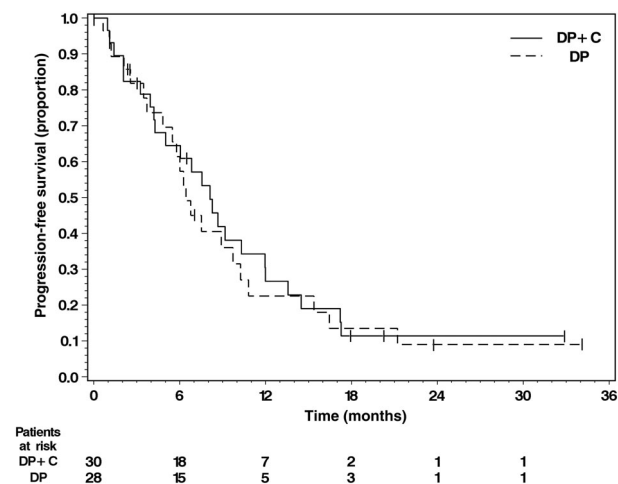 1.0
0.9
0.8
0.7
0.6
0.5
0.4
0.3
0.2
0.1
0.0
Progression-free survival (proportion)
DP+ C
DP
0 6 12 18 24 30 36
Time (months)
Patients
at risk
DP+ C 30 18 7 2 1 1
DP 28 15 5 3 1 1